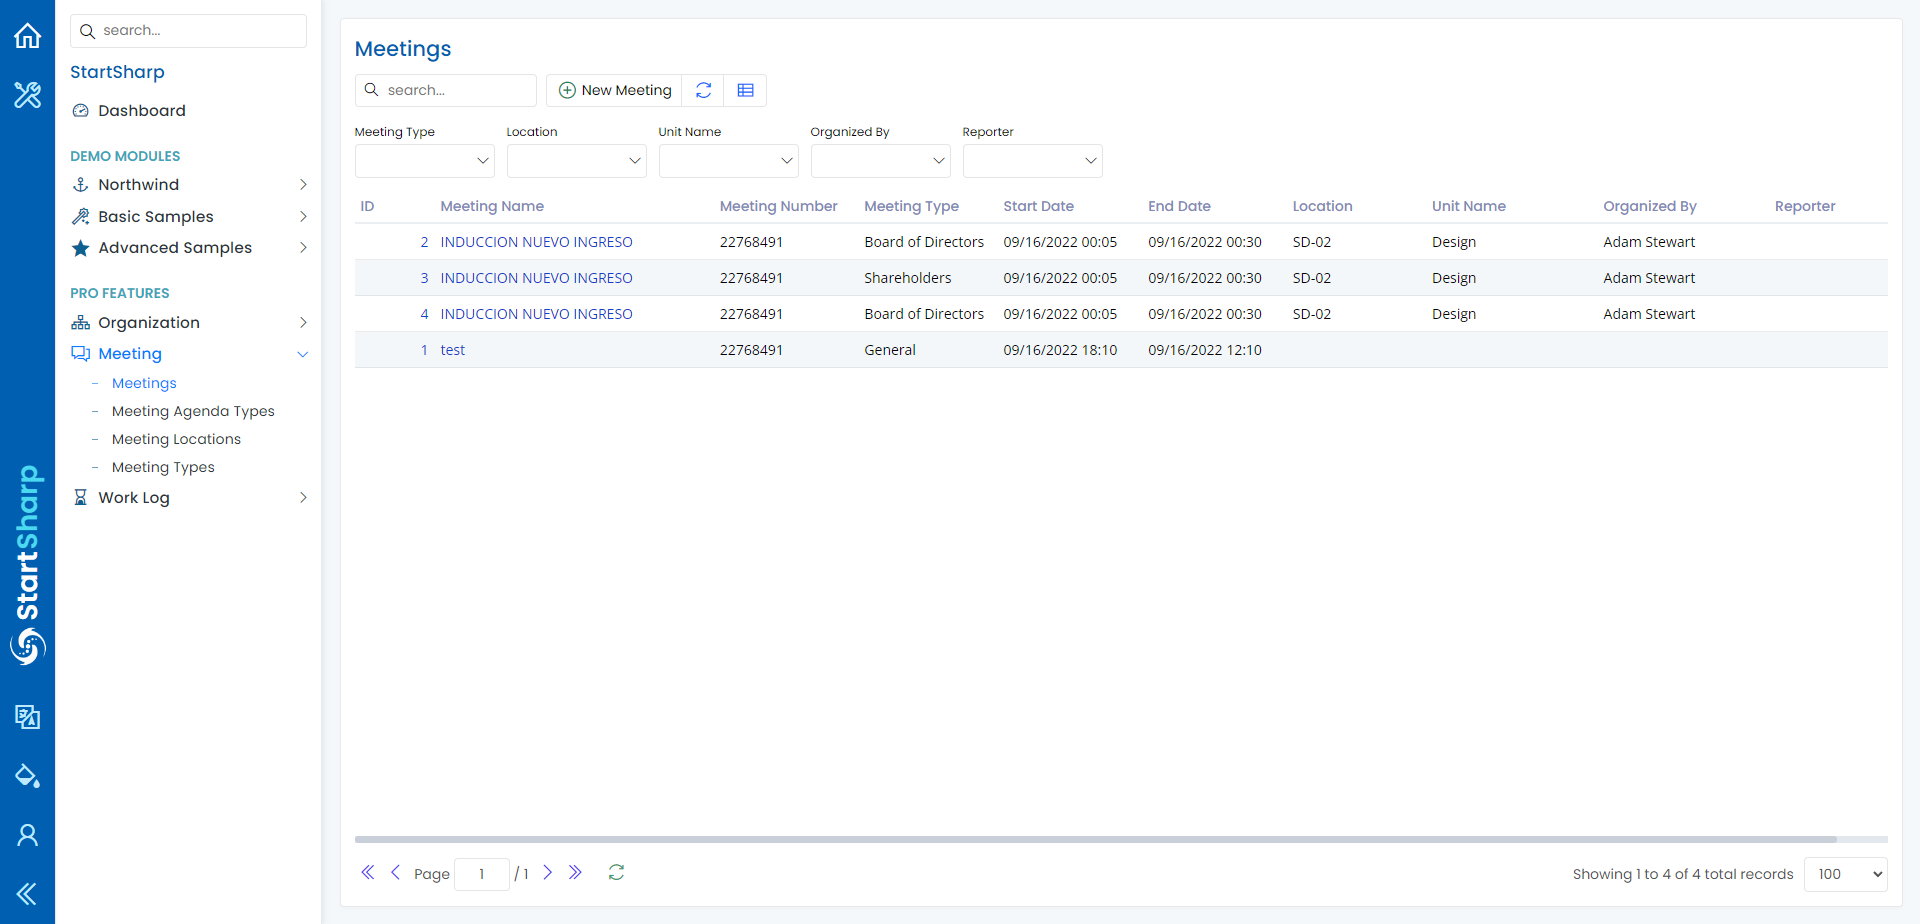 search...
StartSharp
Dashboard
DEMO MODULES
Northwind
Basic Samples
Advanced Samples
PRO FEATURES
Organization
Meeting
Meetings
Meeting Agenda Types
Meeting Locations
Meeting Types
Work Log
StartSharp
Meetings
search...
New Meeting
Meeting Type Location Unit Name Organized By Reporter
ID Meeting Name Meeting Number Meeting Type Start Date End Date Location Unit Name Organized By Reporter
2 INDUCCION NUEVO INGRESO 22768491 Board of Directors 09/16/2022 00:05 09/16/2022 00:30 SD-02 Design Adam Stewart
3 INDUCCION NUEVO INGRESO 22768491 Shareholders 09/16/2022 00:05 09/16/2022 00:30 SD-02 Design Adam Stewart
4 INDUCCION NUEVO INGRESO 22768491 Board of Directors 09/16/2022 00:05 09/16/2022 00:30 SD-02 Design Adam Stewart
1 test 22768491 General 09/16/2022 18:10 09/16/2022 12:10
Page 1 / 1
Showing 1 to 4 of 4 total records 100